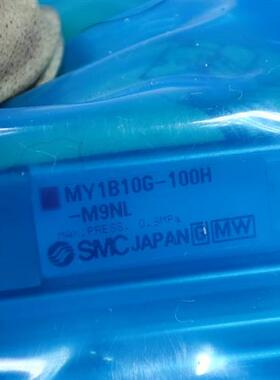 MY1B10G-100H
-M9NL
MAX.PRESS. 0.8MPa
SMC JAPAN G MW